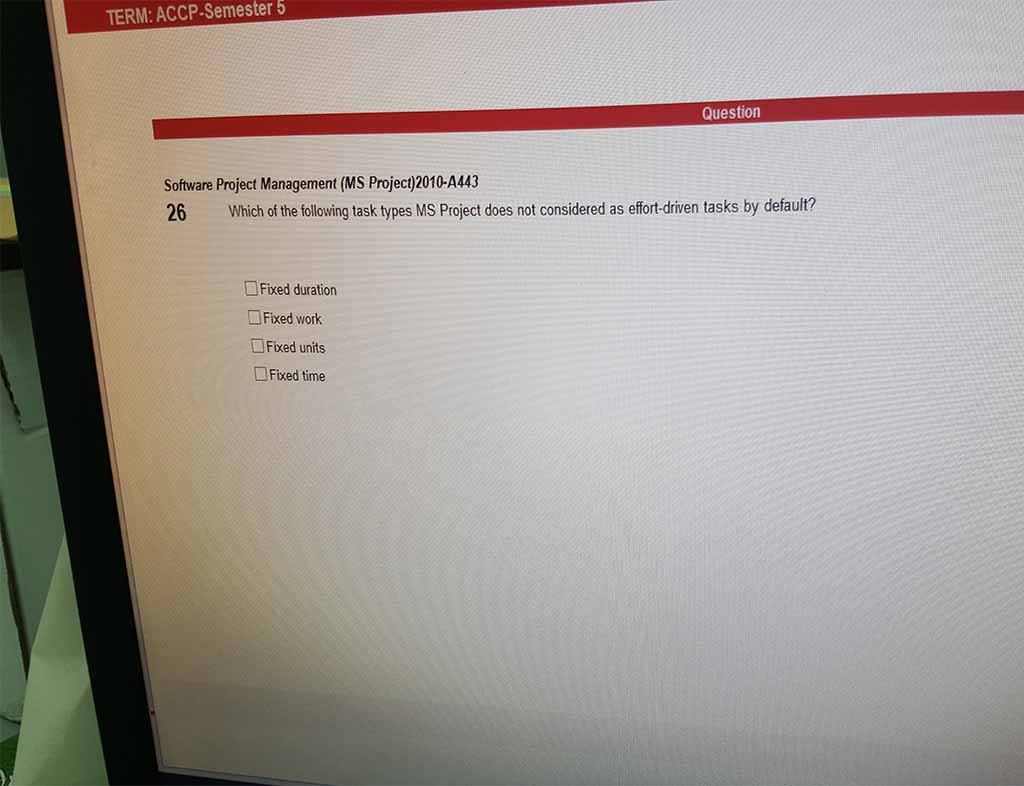 TERM: ACCP-Semester 5
Question
Software Project Management (MS Project)2010-A443
26 Which of the following task types MS Project does not considered as effort-driven tasks by default?
Fixed duration
Fixed work
Fixed units
Fixed time